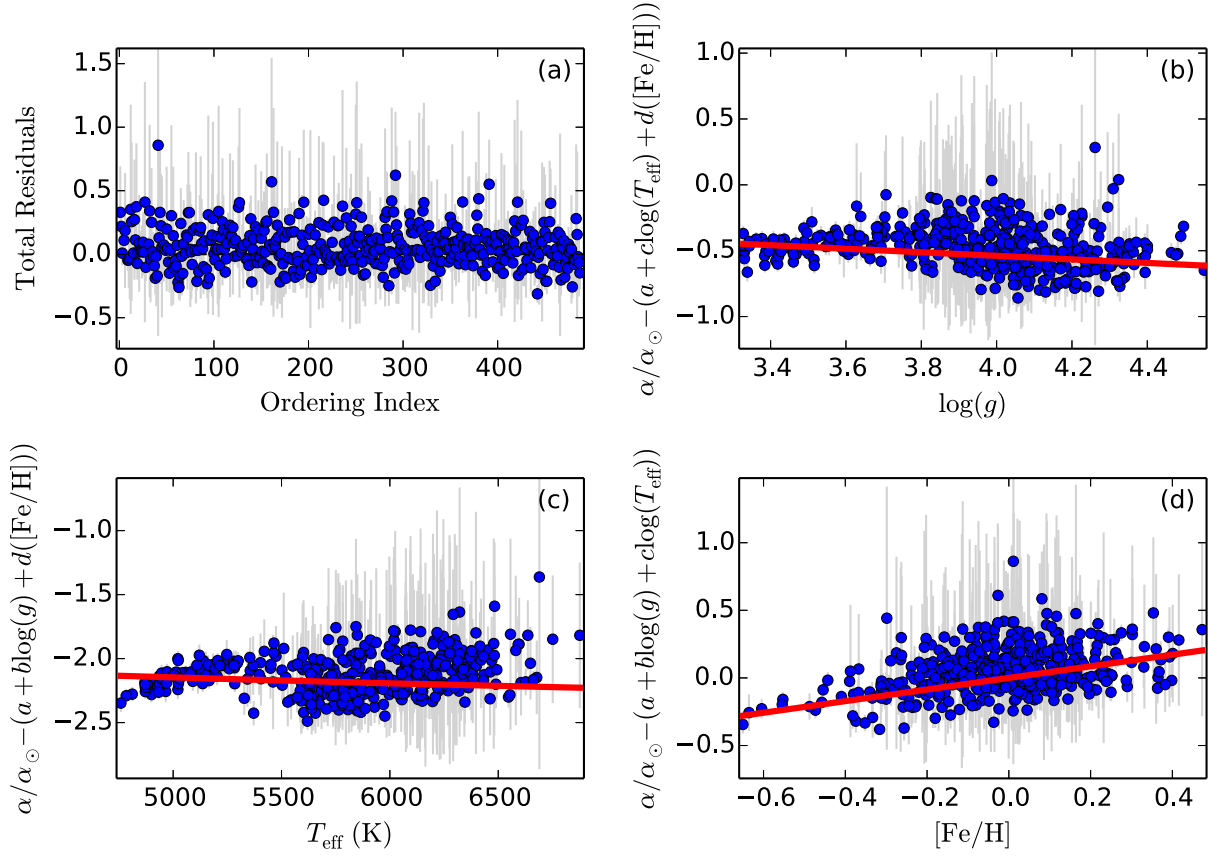 (a)
Total Residuals
1.5
1.0
0.5
0.0
−0.5
0 100 200 300 400
Ordering Index
(b)
α/α⊙−(a + clog(Teff) + d([Fe/H]))
1.0
0.5
0.0
−0.5
−1.0
3.4 3.6 3.8 4.0 4.2 4.4
log(g)
(c)
α/α⊙−(a + blog(g) + d([Fe/H]))
−1.0
−1.5
−2.0
−2.5
5000 5500 6000 6500
Teff (K)
(d)
α/α⊙−(a + blog(g) + clog(Teff))
1.0
0.5
0.0
−0.5
−0.6 −0.4 −0.2 0.0 0.2 0.4
[Fe/H]